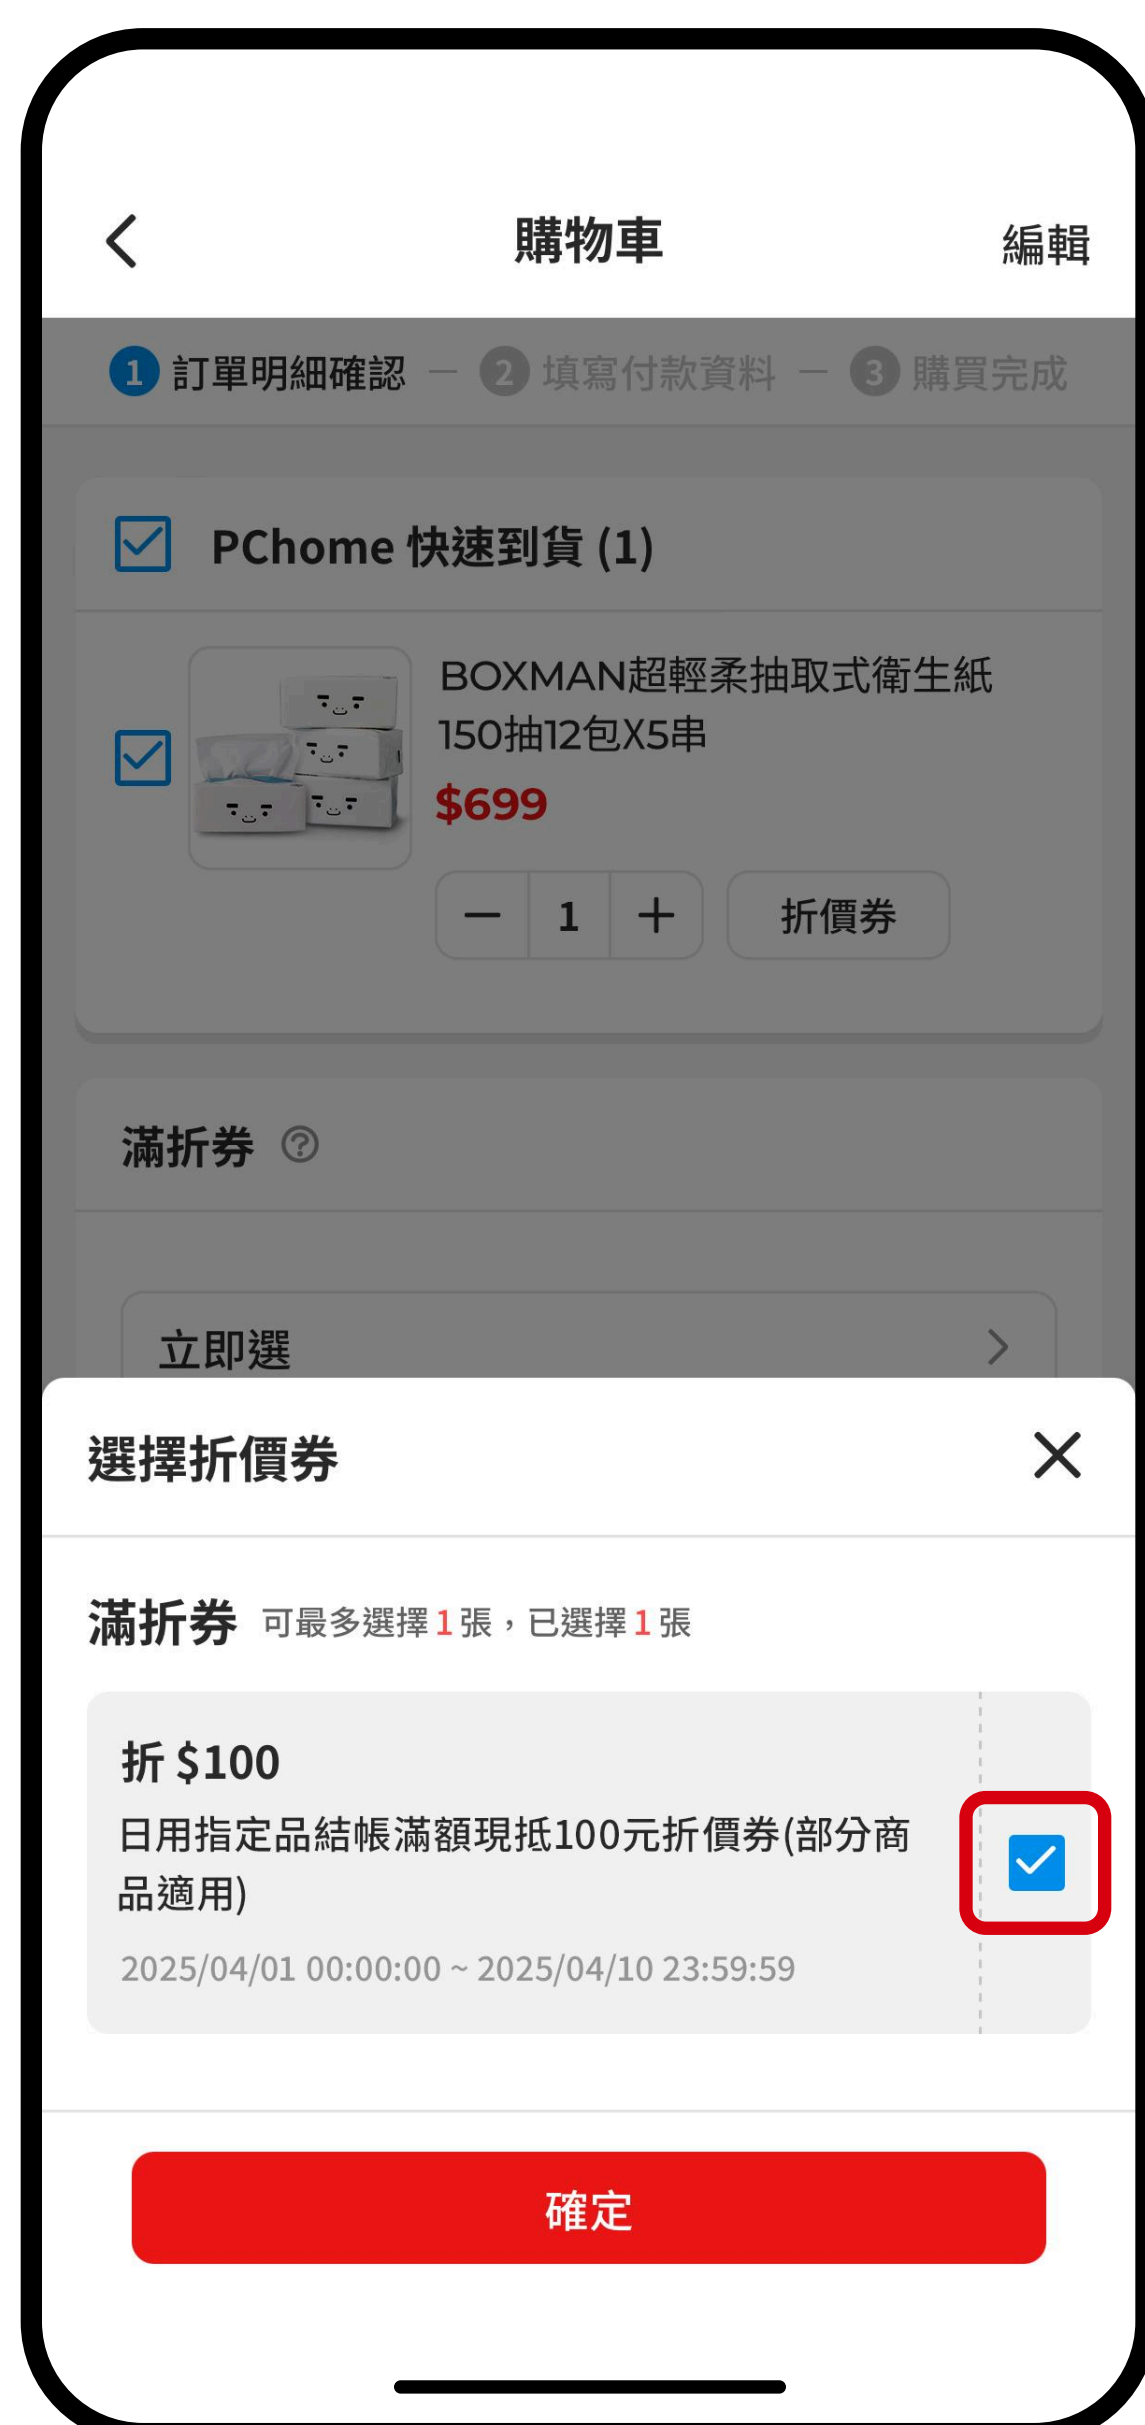 購物車
編輯
1 訂單明細確認 — 2 填寫付款資料 — 3 購買完成
PChome 快速到貨 (1)
BOXMAN超輕柔抽取式衛生紙
150抽12包X5串
$699
1
折價券
滿折券 ?
立即選
選擇折價券
滿折券 可最多選擇 1 張，已選擇 1 張
折 $100
日用指定品結帳滿額現抵100元折價券(部分商
品適用)
2025/04/01 00:00:00 ~ 2025/04/10 23:59:59
確定